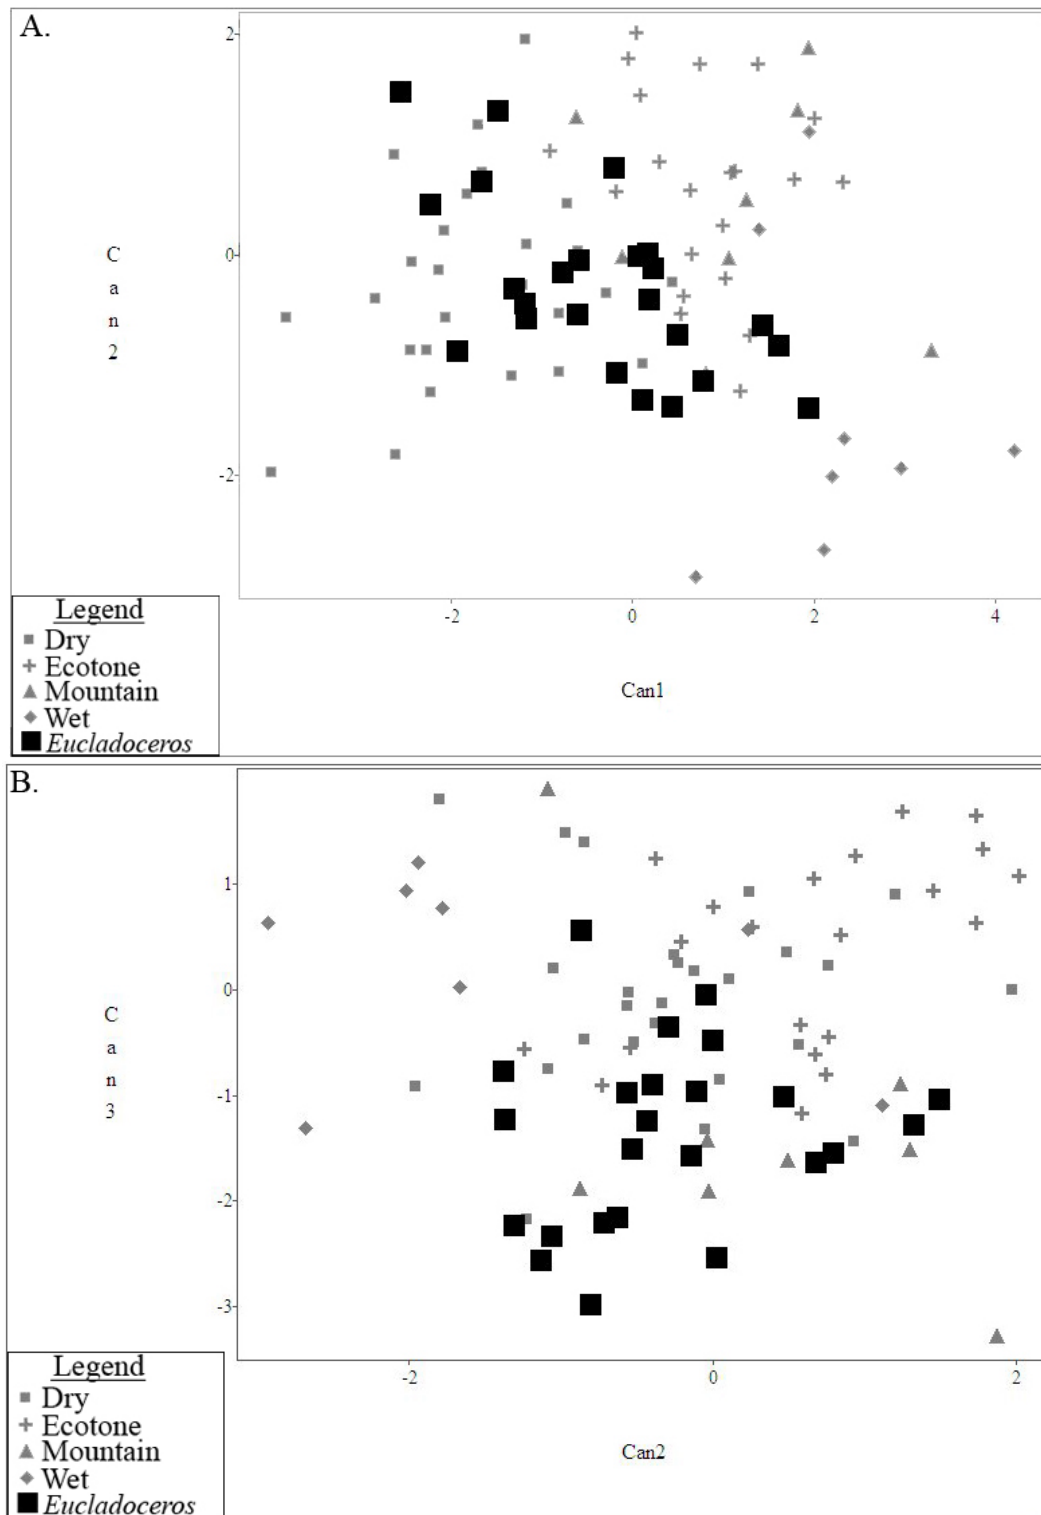 A.
2
0
-2
C
a
n
2
-2 0 2 4
Can1
Legend
Dry
Ecotone
Mountain
Wet
Eucladoceros
B.
1
0
-1
-2
-3
C
a
n
3
-2 0 2
Can2
Legend
Dry
Ecotone
Mountain
Wet
Eucladoceros